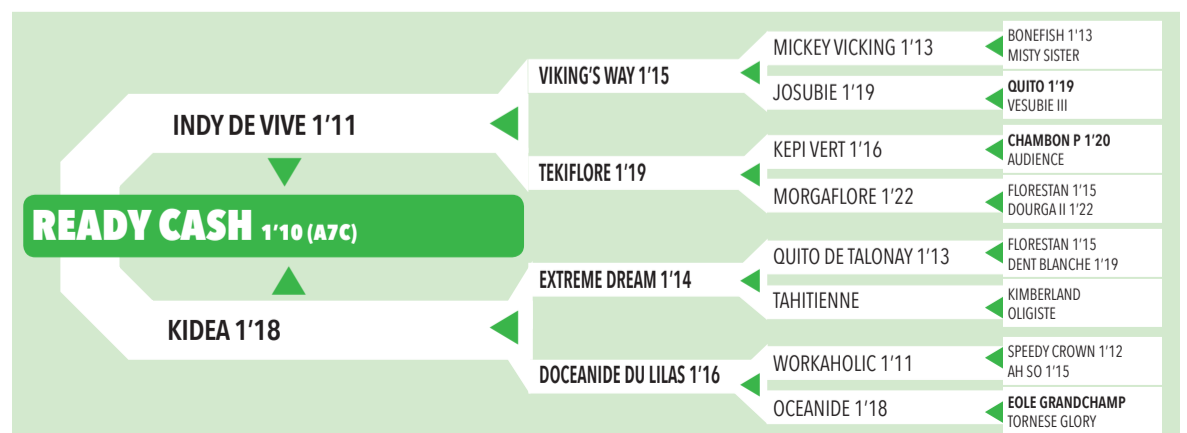 MICKEY VICKING 1’13
BONEFISH 1’13
MISTY SISTER
VIKING’S WAY 1’15
JOSUBIE 1’19
QUITO 1’19
VESUBIE III
INDY DE VIVE 1’11
KEPI VERT 1’16
CHAMBON P 1’20
AUDIENCE
TEKIFLORE 1’19
MORGAFLORE 1’22
FLORESTAN 1’15
DOURGA II 1’22
READY CASH 1’10 (A7C)
QUITO DE TALONAY 1’13
FLORESTAN 1’15
DENT BLANCHE 1’19
EXTREME DREAM 1’14
TAHITIENNE
KIMBERLAND
OLIGISTE
KIDEA 1’18
WORKAHOLIC 1’11
SPEEDY CROWN 1’12
AH SO 1’15
DOCEANIDE DU LILAS 1’16
OCEANIDE 1’18
EOLE GRANDCHAMP
TORNESE GLORY